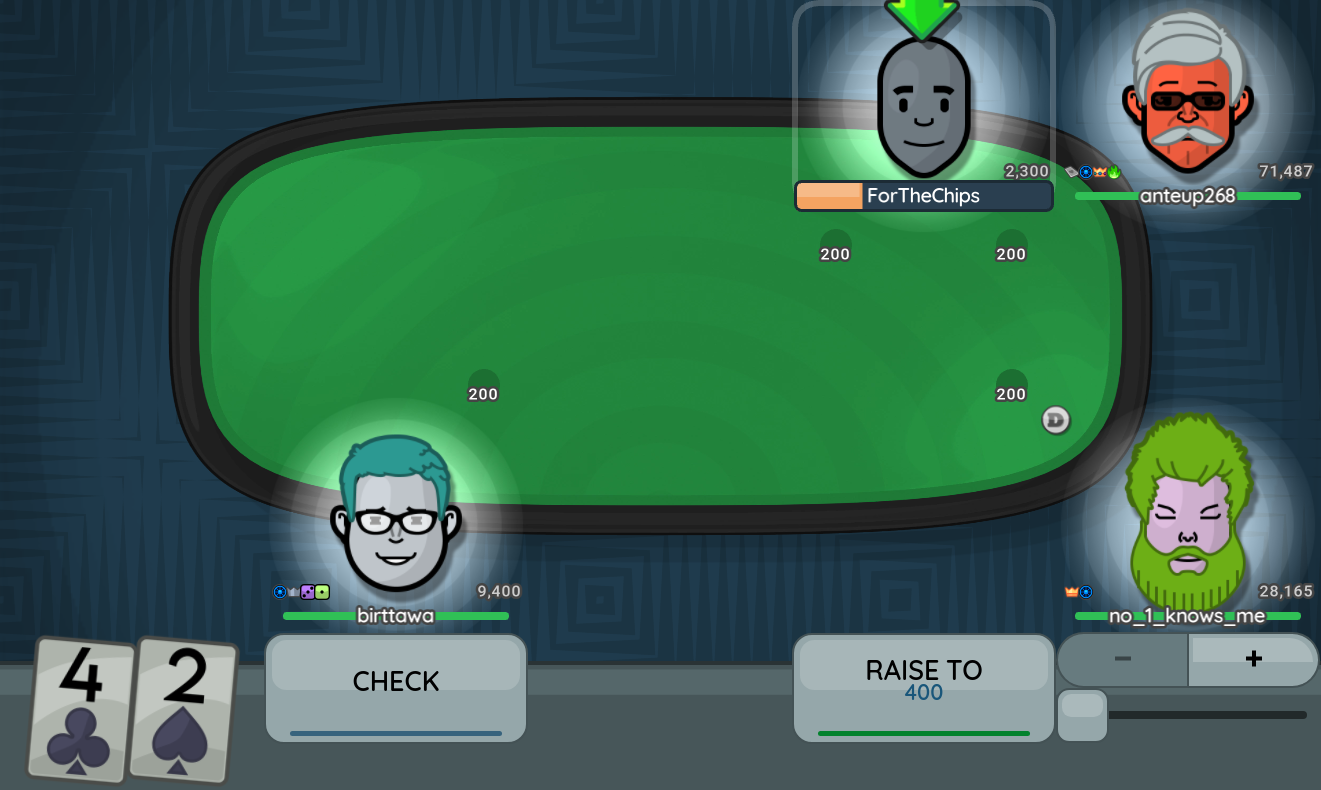 2,300
ForTheChips
71,487
anteup268
200
200
200
200
D
9,400
birttawa
28,165
no_1_knows_me
4
2
CHECK
RAISE TO
400
−
+